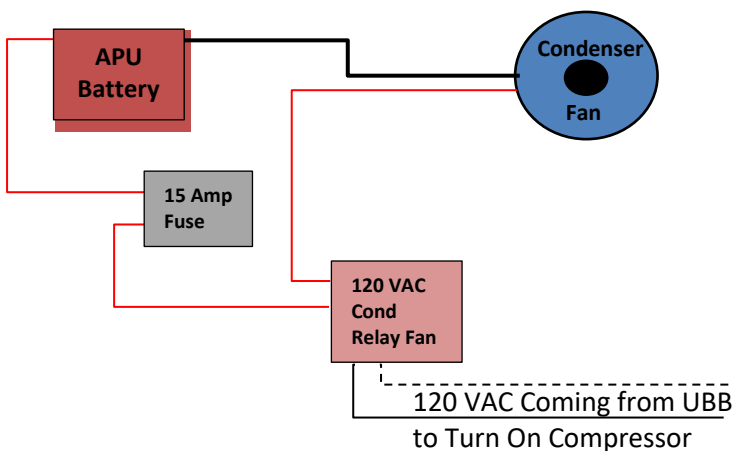 APU
Battery
Condenser
Fan
15 Amp
Fuse
120 VAC
Cond
Relay Fan
120 VAC Coming from UBB
to Turn On Compressor